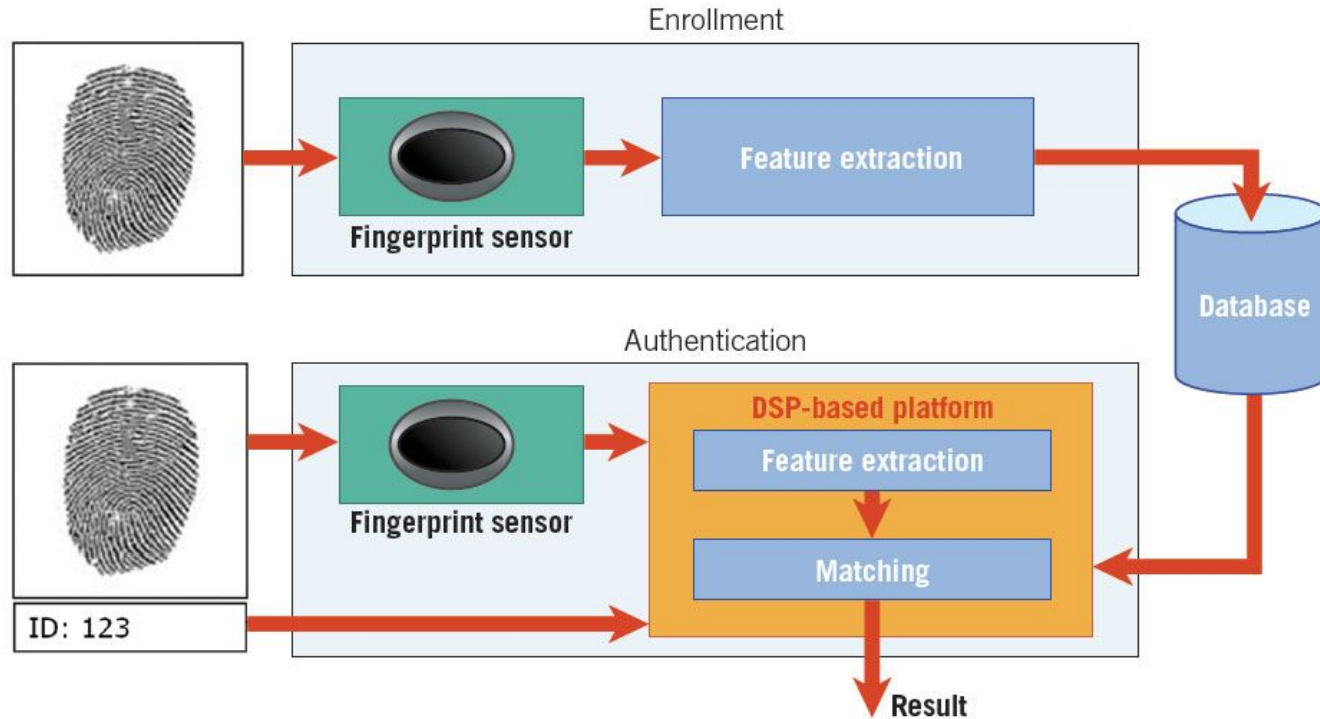 Enrollment
Feature extraction
Fingerprint sensor
Database
Authentication
DSP-based platform
Feature extraction
Fingerprint sensor
Matching
ID: 123
Result